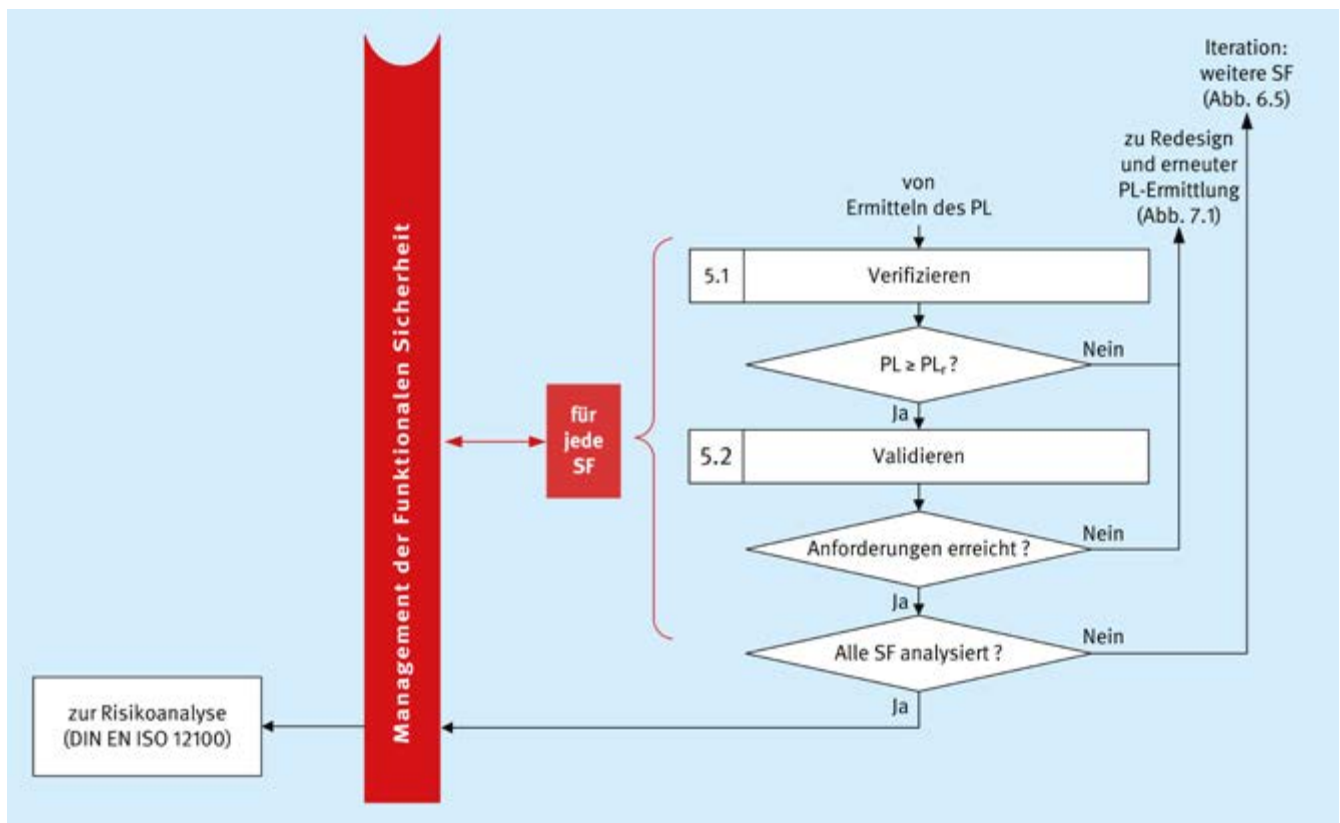 Iteration:
weitere SF
(Abb. 6.5)
zu Redesign
und erneuter
PL-Ermittlung
(Abb. 7.1)
von
Ermitteln des PL
Management der Funktionalen Sicherheit
5.1 Verifizieren
PL ≥ PLr ?
Nein
Ja
für
jede
SF
5.2 Validieren
Anforderungen erreicht ?
Nein
Ja
Alle SF analysiert ?
Nein
Ja
zur Risikoanalyse
(DIN EN ISO 12100)